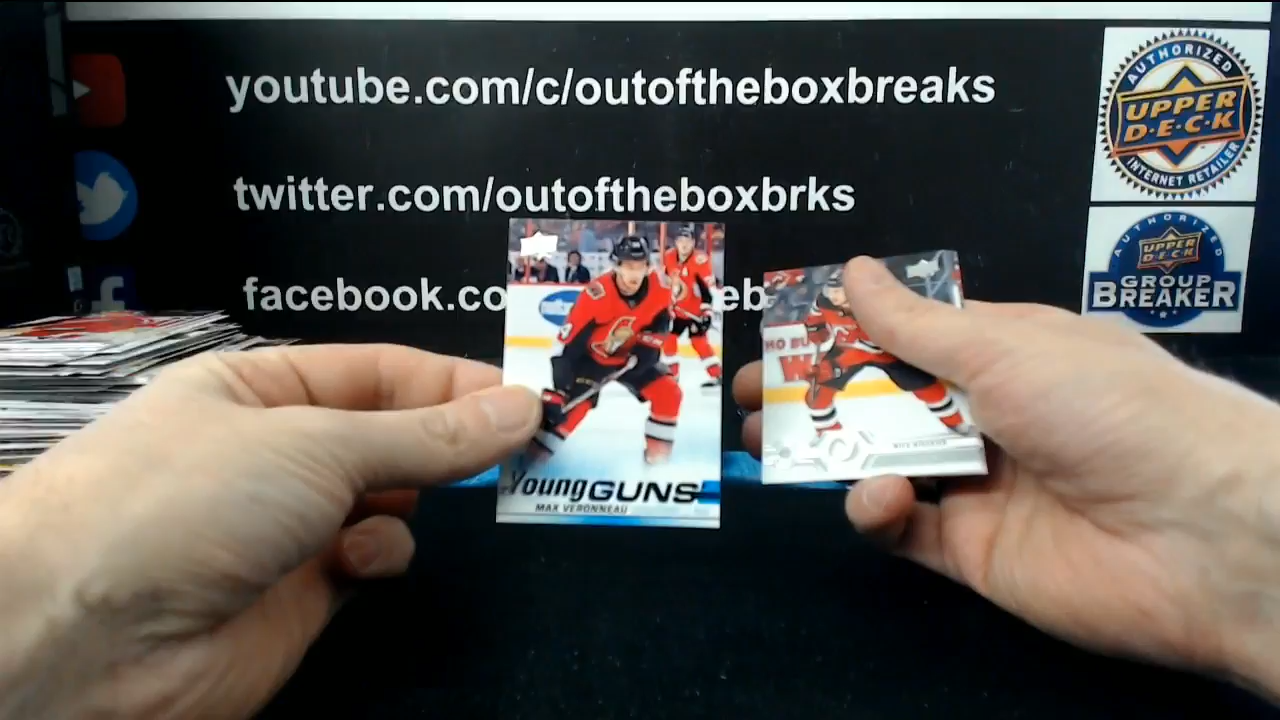 youtube.com/c/outoftheboxbreaks
twitter.com/outoftheboxbrks
facebook.co
eb
AUTHORIZED
UPPER
D·E·C·K
INTERNET RETAILER
AUTHORIZED
UPPER
DECK
GROUP
BREAKER
Young GUNS
MAX VERONNEAU